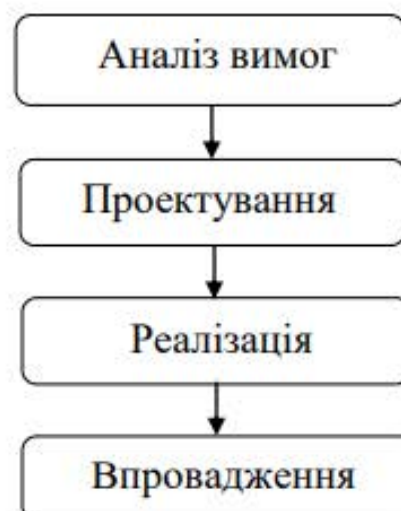 Аналіз вимог
Проектування
Реалізація
Впровадження